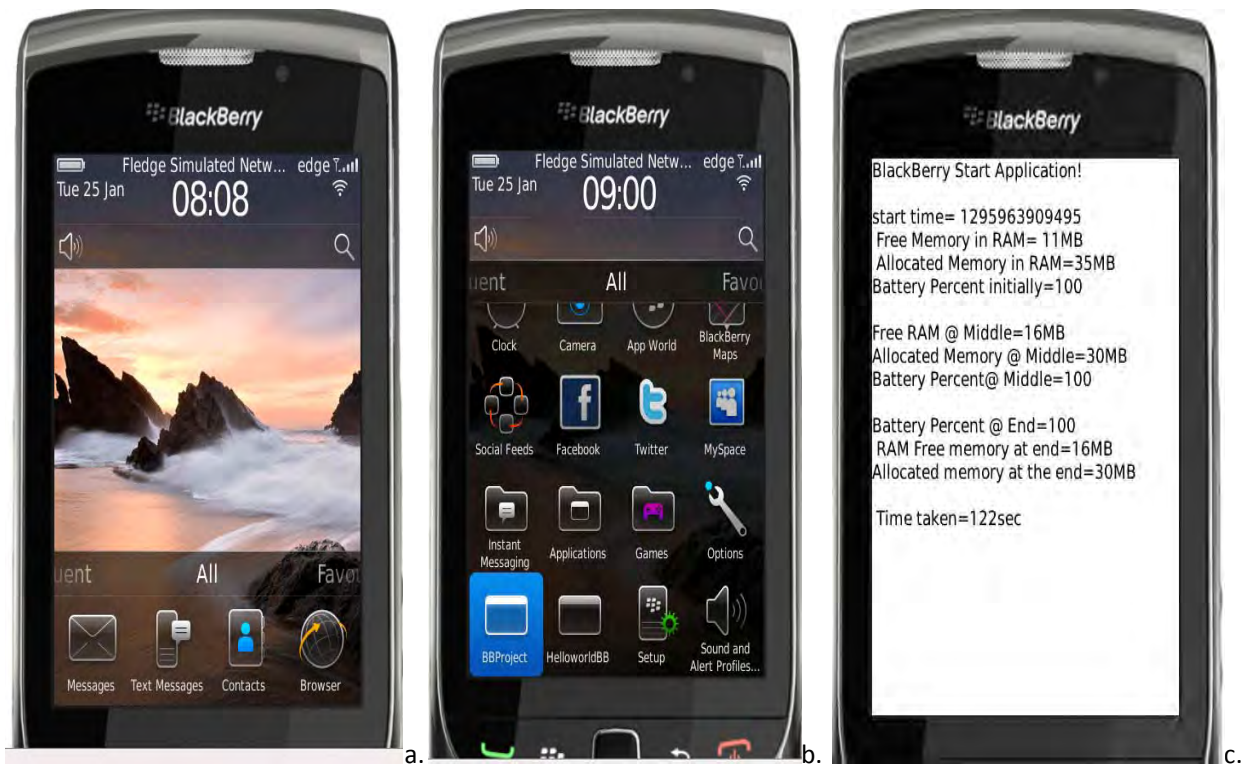 BlackBerry
Fledge Simulated Netw... edge
Tue 25 Jan
08:08
uent All Favou
Messages Text Messages Contacts Browser
a.
BlackBerry
Fledge Simulated Netw... edge
Tue 25 Jan
09:00
uent All Favou
Clock Camera App World BlackBerry
Maps
Social Feeds Facebook Twitter MySpace
Instant
Messaging Applications Games Options
BBProject HelloworldBB Setup Sound and
Alert Profiles...
b.
BlackBerry
BlackBerry Start Application!
start time= 1295963909495
Free Memory in RAM= 11MB
Allocated Memory in RAM=35MB
Battery Percent initially=100
Free RAM @ Middle=16MB
Allocated Memory @ Middle=30MB
Battery Percent@ Middle=100
Battery Percent @ End=100
RAM Free memory at end=16MB
Allocated memory at the end=30MB
Time taken=122sec
c.